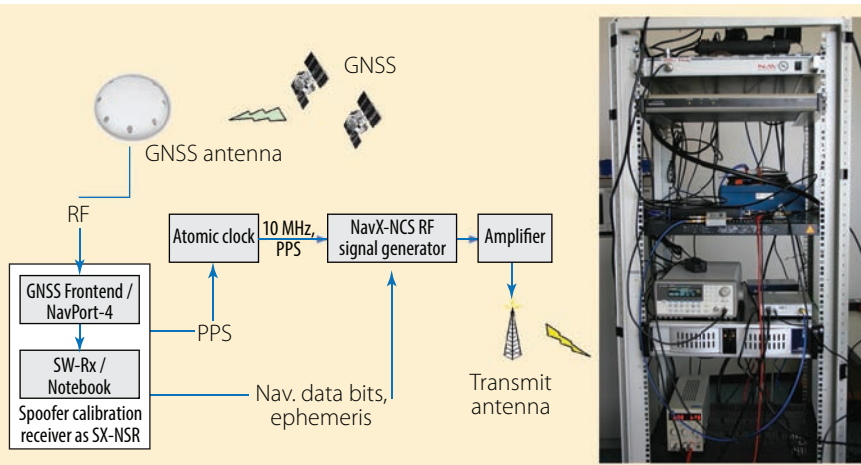 GNSS
GNSS antenna
RF
Atomic clock
10 MHz,
PPS
NavX-NCS RF
signal generator
Amplifier
GNSS Frontend /
NavPort-4
PPS
SW-Rx /
Notebook
Nav. data bits,
ephemeris
Transmit
antenna
Spoofer calibration
receiver as SX-NSR